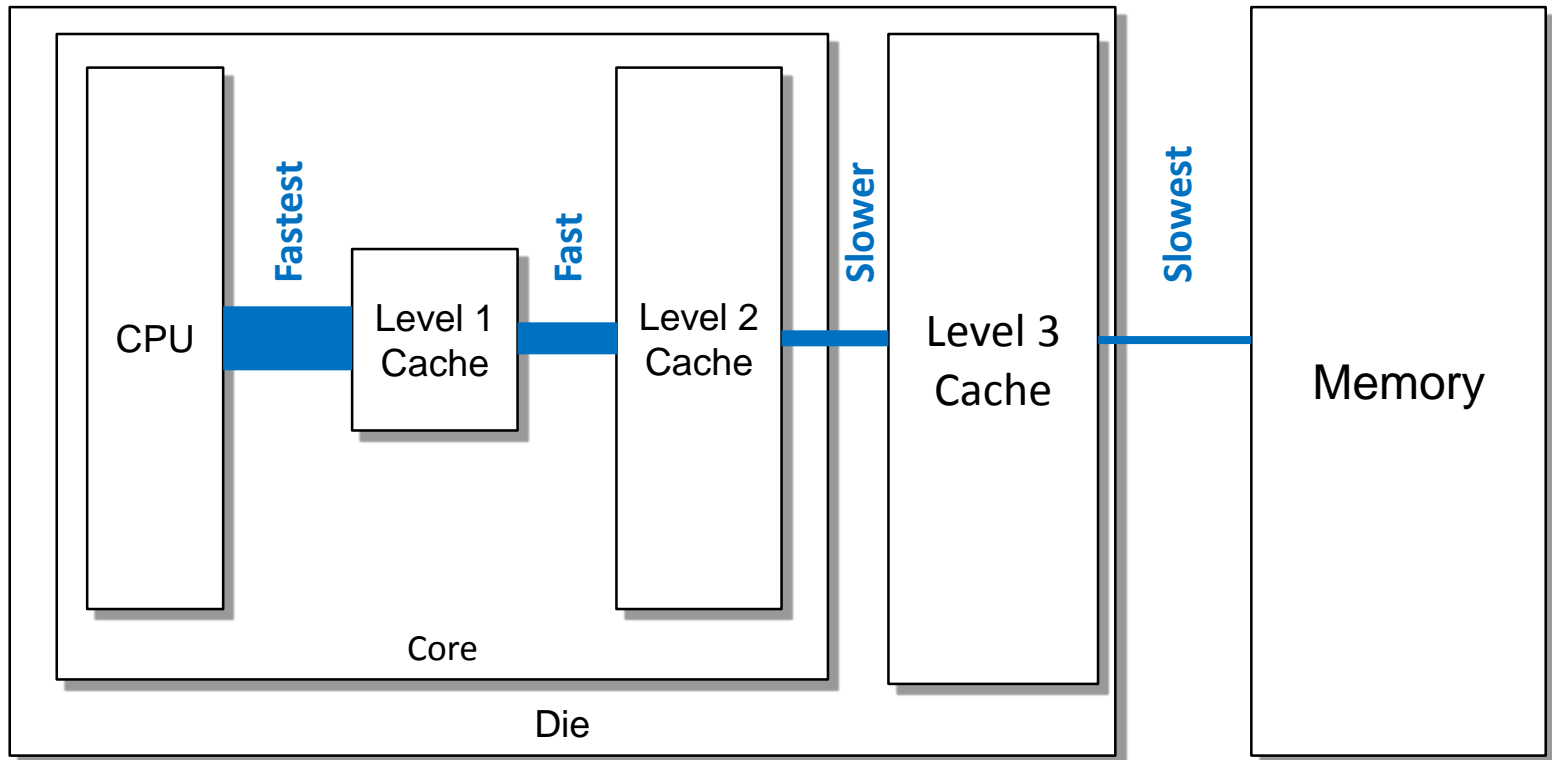 CPU
Fastest
Level 1
Cache
Fast
Level 2
Cache
Slower
Level 3
Cache
Slowest
Memory
Core
Die